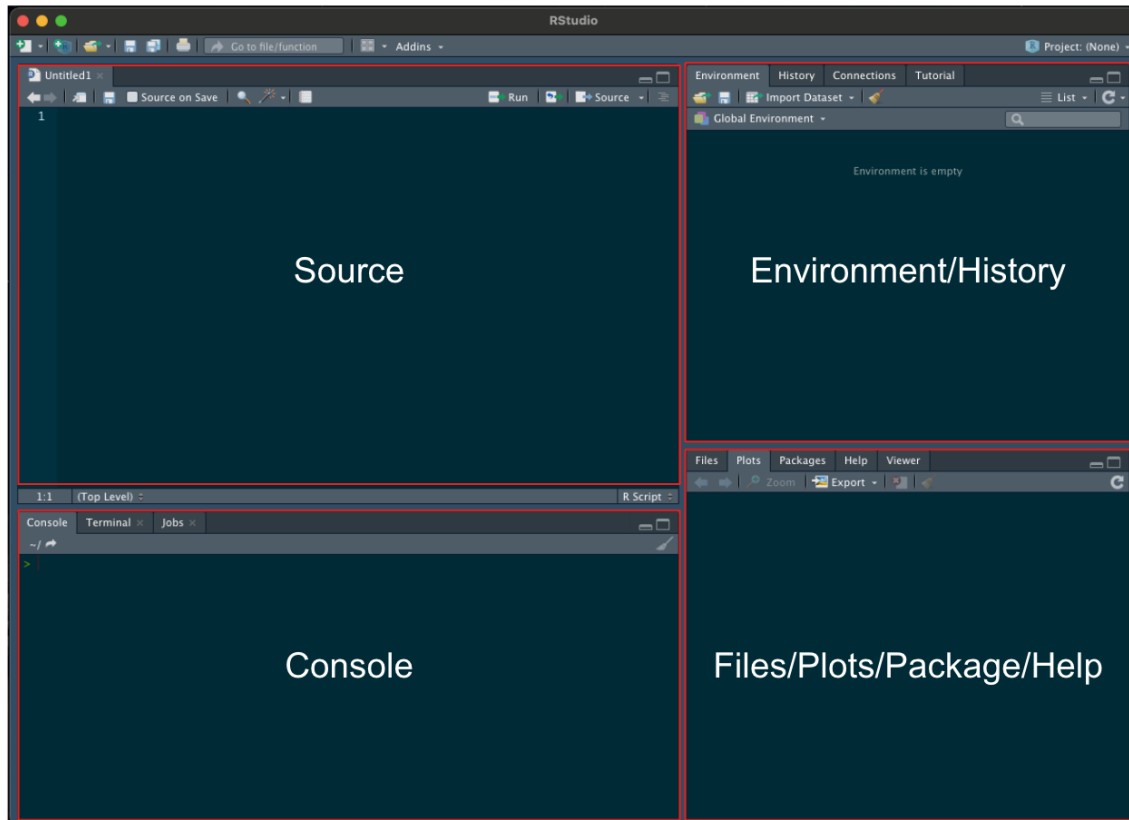 RStudio
Go to file/function Addins Project: (None)
Untitled1
Source on Save Run Source
1
Source
1:1 (Top Level) R Script
Console Terminal Jobs
~/
>
Console
Environment History Connections Tutorial
Import Dataset List
Global Environment
Environment is empty
Environment/History
Files Plots Packages Help Viewer
Zoom Export
Files/Plots/Package/Help